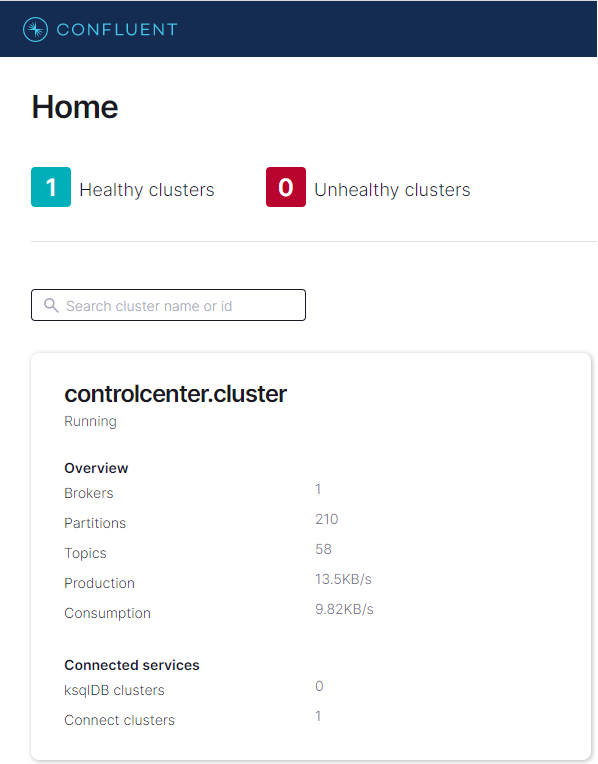 CONFLUENT
Home
1 Healthy clusters 0 Unhealthy clusters
Search cluster name or id
controlcenter.cluster
Running
Overview
Brokers 1
Partitions 210
Topics 58
Production 13.5KB/s
Consumption 9.82KB/s
Connected services
ksqlDB clusters 0
Connect clusters 1